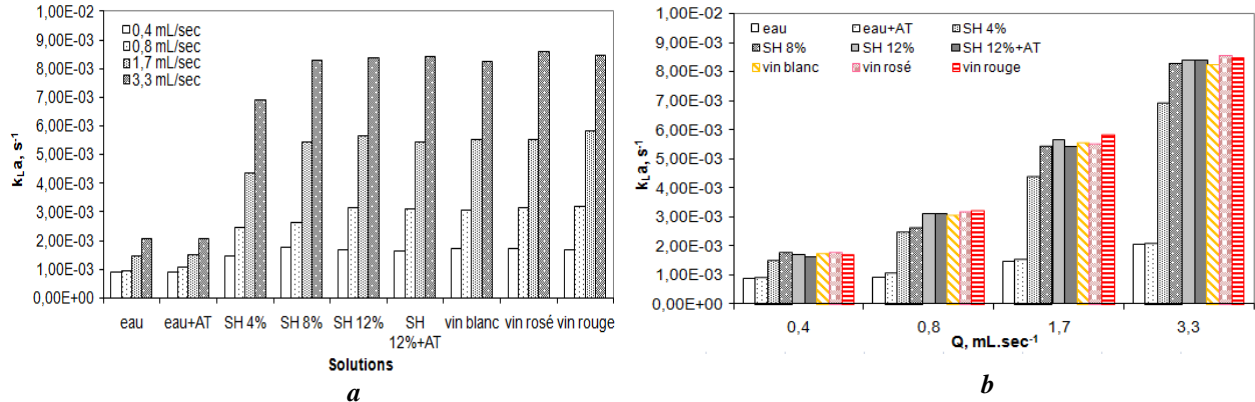 1,00E-02
9,00E-03
8,00E-03
7,00E-03
6,00E-03
5,00E-03
4,00E-03
3,00E-03
2,00E-03
1,00E-03
0,00E+00
kLa, s-1
0,4 mL/sec
0,8 mL/sec
1,7 mL/sec
3,3 mL/sec
eau eau+AT SH 4% SH 8% SH 12% SH 12%+AT vin blanc vin rosé vin rouge
Solutions
a
1,00E-02
9,00E-03
8,00E-03
7,00E-03
6,00E-03
5,00E-03
4,00E-03
3,00E-03
2,00E-03
1,00E-03
0,00E+00
kLa, s-1
eau eau+AT SH 4%
SH 8% SH 12% SH 12%+AT
vin blanc vin rosé vin rouge
0,4 0,8 1,7 3,3
Q, mL.sec-1
b